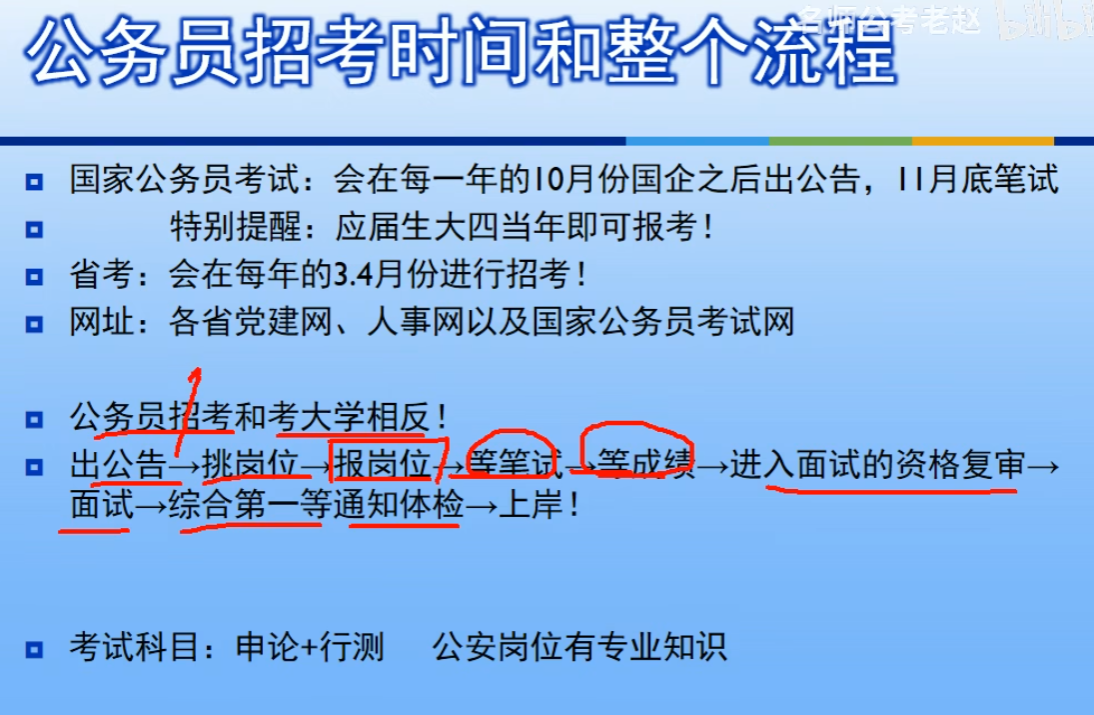 名师公考老赵 bilibili
公务员招考时间和整个流程
国家公务员考试：会在每一年的10月份国企之后出公告，11月底笔试
特别提醒：应届生大四当年即可报考！
省考：会在每年的3.4月份进行招考！
网址：各省党建网、人事网以及国家公务员考试网
公务员招考和考大学相反！
出公告→挑岗位→报岗位→等笔试→等成绩→进入面试的资格复审→
面试→综合第一等通知体检→上岸！
考试科目：申论+行测 公安岗位有专业知识